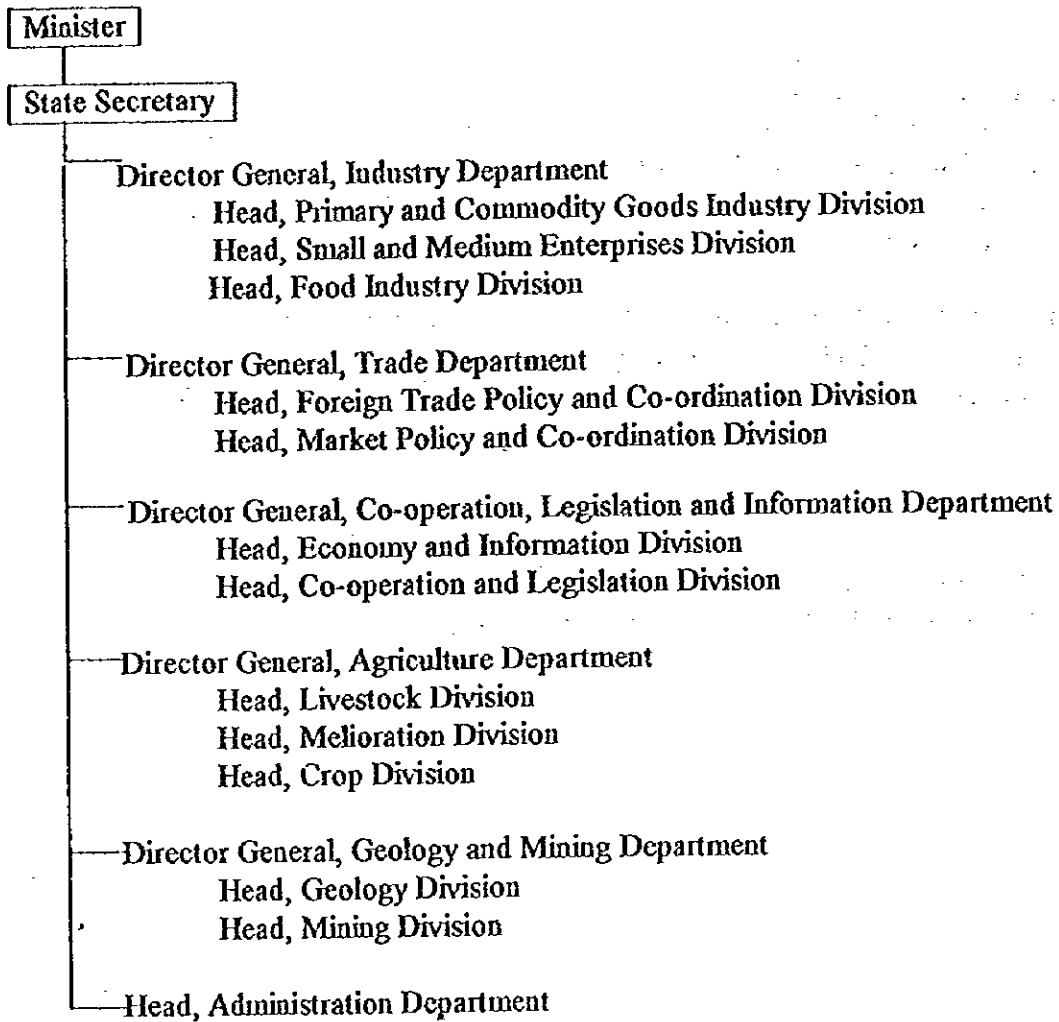 Minister
State Secretary
Director General, Industry Department
Head, Primary and Commodity Goods Industry Division
Head, Small and Medium Enterprises Division
Head, Food Industry Division
Director General, Trade Department
Head, Foreign Trade Policy and Co-ordination Division
Head, Market Policy and Co-ordination Division
Director General, Co-operation, Legislation and Information Department
Head, Economy and Information Division
Head, Co-operation and Legislation Division
Director General, Agriculture Department
Head, Livestock Division
Head, Melioration Division
Head, Crop Division
Director General, Geology and Mining Department
Head, Geology Division
Head, Mining Division
Head, Administration Department